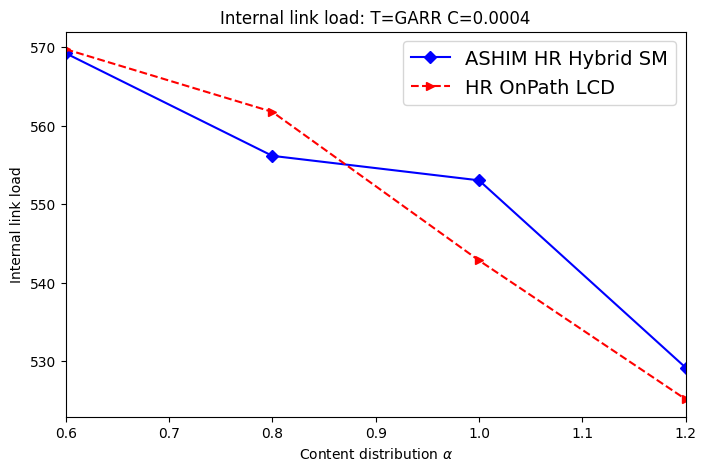 Internal link load: T=GARR C=0.0004
ASHIM HR Hybrid SM
HR OnPath LCD
Internal link load
570
560
550
540
530
0.6 0.7 0.8 0.9 1.0 1.1 1.2
Content distribution α